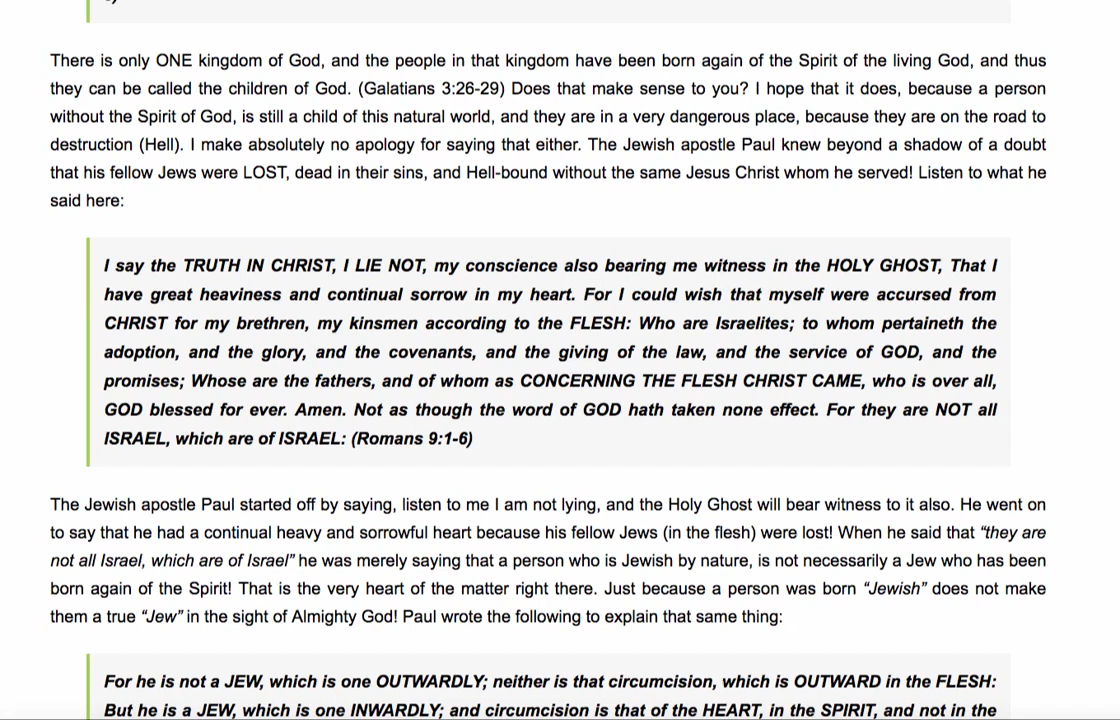 There is only ONE kingdom of God, and the people in that kingdom have been born again of the Spirit of the living God, and thus
they can be called the children of God. (Galatians 3:26-29) Does that make sense to you? I hope that it does, because a person
without the Spirit of God, is still a child of this natural world, and they are in a very dangerous place, because they are on the road to
destruction (Hell). I make absolutely no apology for saying that either. The Jewish apostle Paul knew beyond a shadow of a doubt
that his fellow Jews were LOST, dead in their sins, and Hell-bound without the same Jesus Christ whom he served! Listen to what he
said here:
I say the TRUTH IN CHRIST, I LIE NOT, my conscience also bearing me witness in the HOLY GHOST, That I
have great heaviness and continual sorrow in my heart. For I could wish that myself were accursed from
CHRIST for my brethren, my kinsmen according to the FLESH: Who are Israelites; to whom pertaineth the
adoption, and the glory, and the covenants, and the giving of the law, and the service of GOD, and the
promises; Whose are the fathers, and of whom as CONCERNING THE FLESH CHRIST CAME, who is over all,
GOD blessed for ever. Amen. Not as though the word of GOD hath taken none effect. For they are NOT all
ISRAEL, which are of ISRAEL: (Romans 9:1-6)
The Jewish apostle Paul started off by saying, listen to me I am not lying, and the Holy Ghost will bear witness to it also. He went on
to say that he had a continual heavy and sorrowful heart because his fellow Jews (in the flesh) were lost! When he said that “they are
not all Israel, which are of Israel” he was merely saying that a person who is Jewish by nature, is not necessarily a Jew who has been
born again of the Spirit! That is the very heart of the matter right there. Just because a person was born “Jewish” does not make
them a true “Jew” in the sight of Almighty God! Paul wrote the following to explain that same thing:
For he is not a JEW, which is one OUTWARDLY; neither is that circumcision, which is OUTWARD in the FLESH:
But he is a JEW, which is one INWARDLY; and circumcision is that of the HEART, in the SPIRIT, and not in the